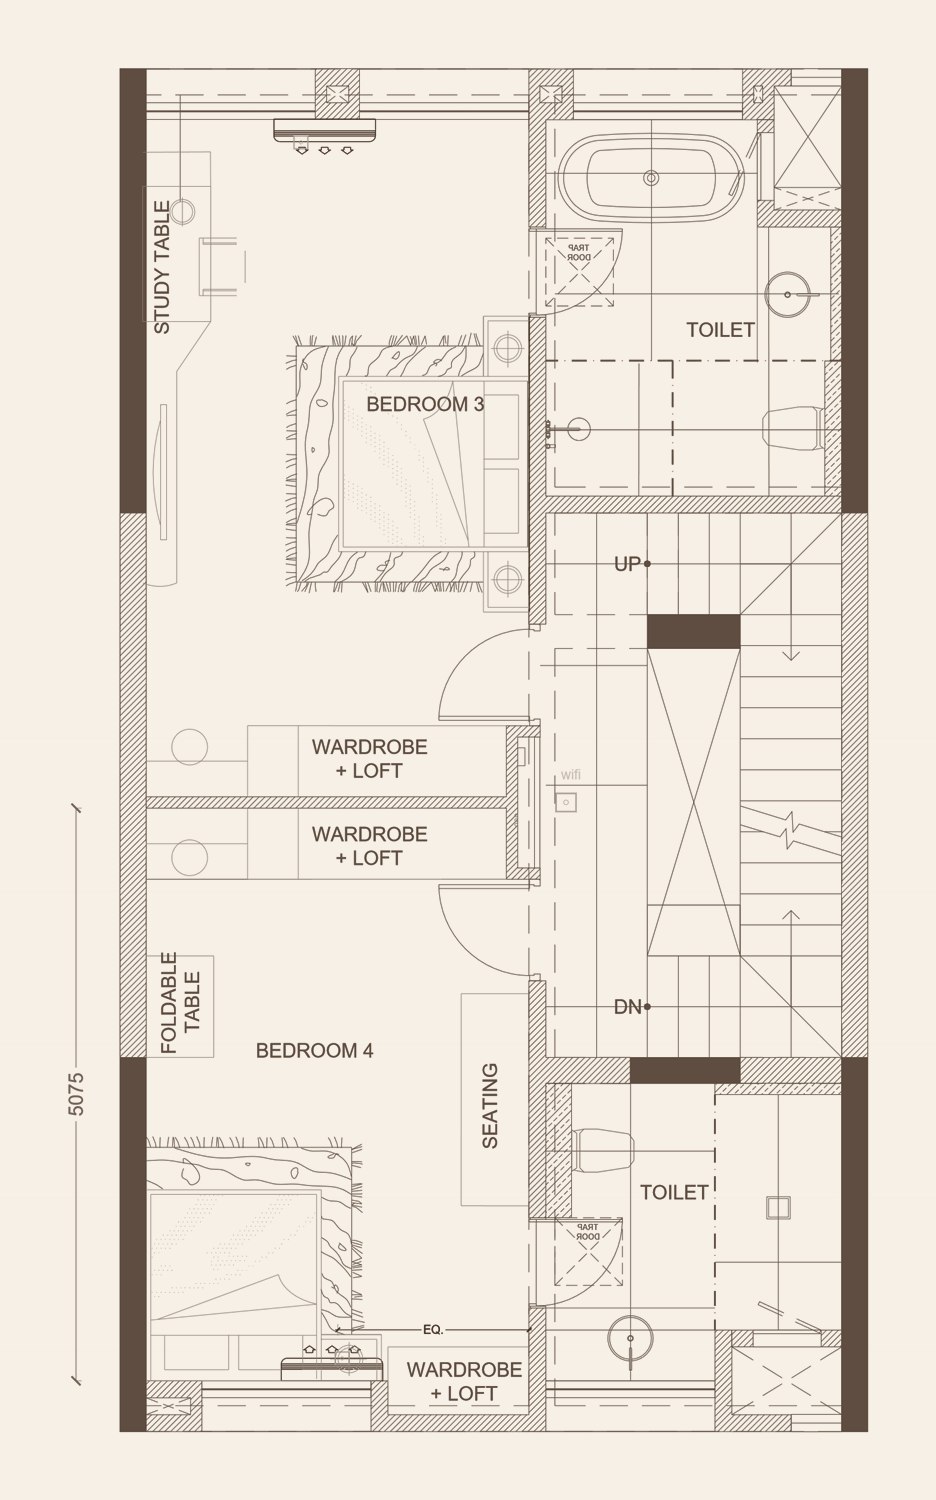 STUDY TABLE
TRAP
DOOR
TOILET
BEDROOM 3
UP
WARDROBE
+ LOFT
wifi
WARDROBE
+ LOFT
FOLDABLE
TABLE
DN
BEDROOM 4
SEATING
5075
TOILET
TRAP
DOOR
EQ.
WARDROBE
+ LOFT